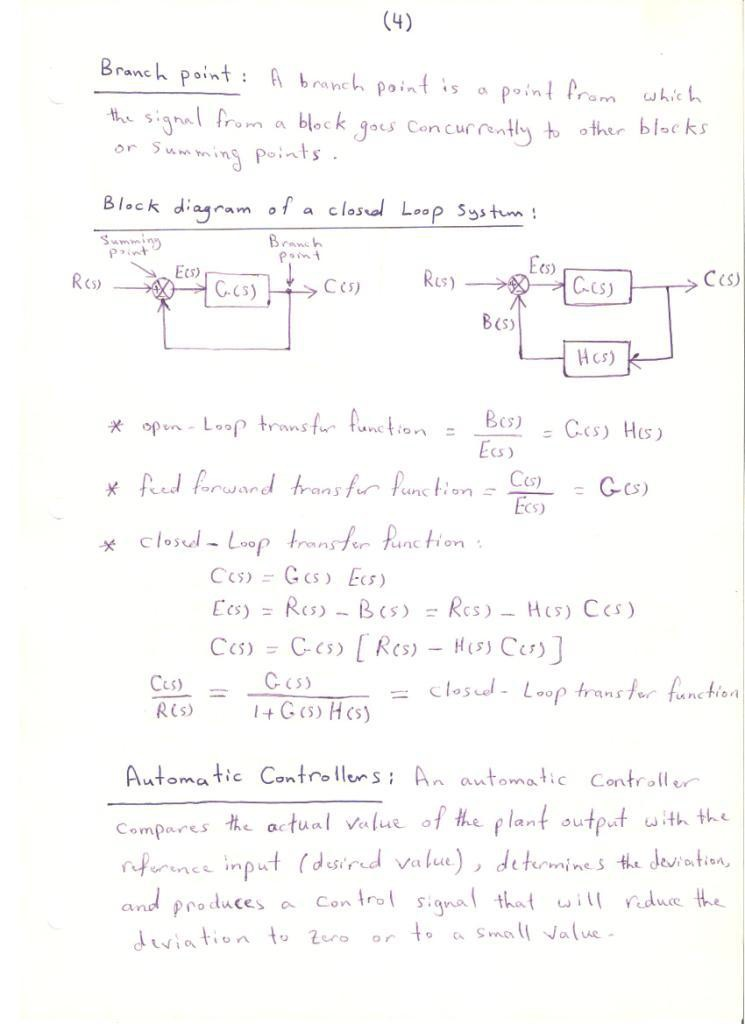 (4)
Branch point: A branch point is a point from which
the signal from a block goes concurrently to other blocks
or summing points.
Block diagram of a closed Loop System:
Summing point
Branch point
R(s) E(s) G(s) C(s)
R(s) E(s) G(s) C(s)
B(s)
H(s)
* open-Loop transfer function = B(s)/E(s) = G(s) H(s)
* feed forward transfer function = C(s)/E(s) = G(s)
* closed-Loop transfer function:
C(s) = G(s) E(s)
E(s) = R(s) - B(s) = R(s) - H(s) C(s)
C(s) = G(s) [R(s) - H(s) C(s)]
C(s)/R(s) = G(s)/1+G(s) H(s) = closed-Loop transfer function
Automatic Controllers: An automatic controller
compares the actual value of the plant output with the
reference input (desired value), determines the deviation,
and produces a control signal that will reduce the
deviation to zero or to a small value.